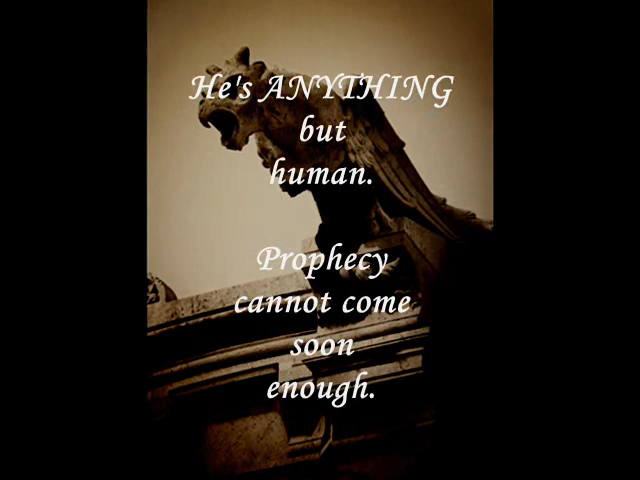 He's ANYTHING
but
human.
Prophecy
cannot come
soon
enough.